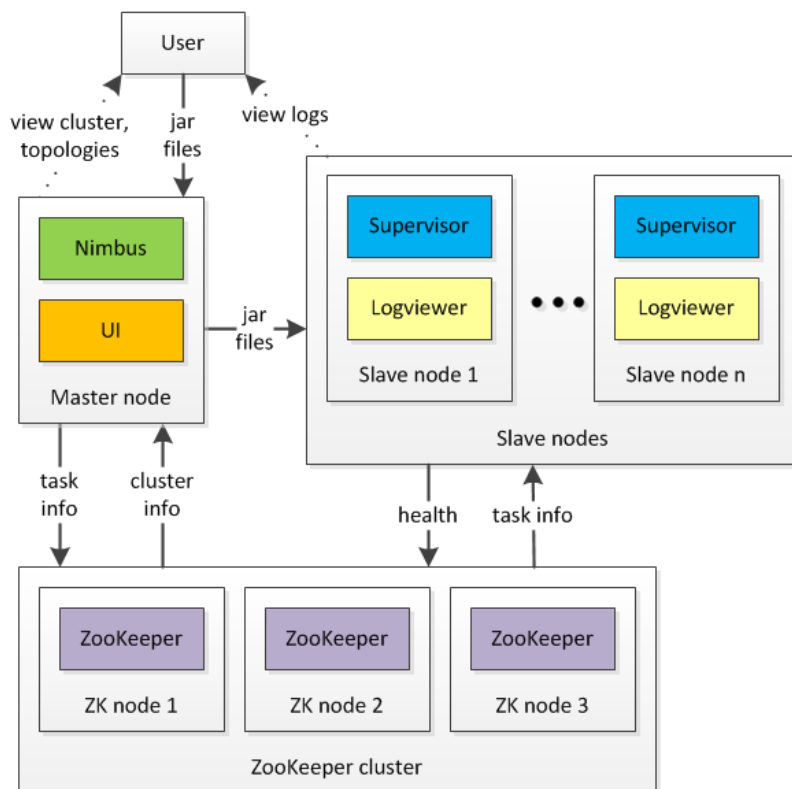 User
view cluster,
topologies
jar
files
view logs
Nimbus
UI
Master node
jar
files
Supervisor
Logviewer
Slave node 1
Supervisor
Logviewer
Slave node n
Slave nodes
task
info
cluster
info
health
task info
ZooKeeper
ZK node 1
ZooKeeper
ZK node 2
ZooKeeper
ZK node 3
ZooKeeper cluster